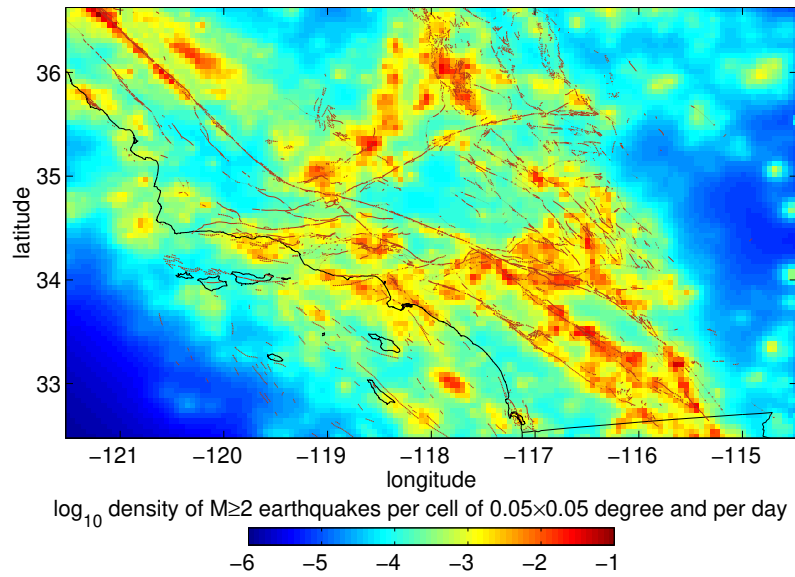 36
35
34
33
latitude
−121 −120 −119 −118 −117 −116 −115
longitude
log10 density of M≥2 earthquakes per cell of 0.05×0.05 degree and per day
−6 −5 −4 −3 −2 −1